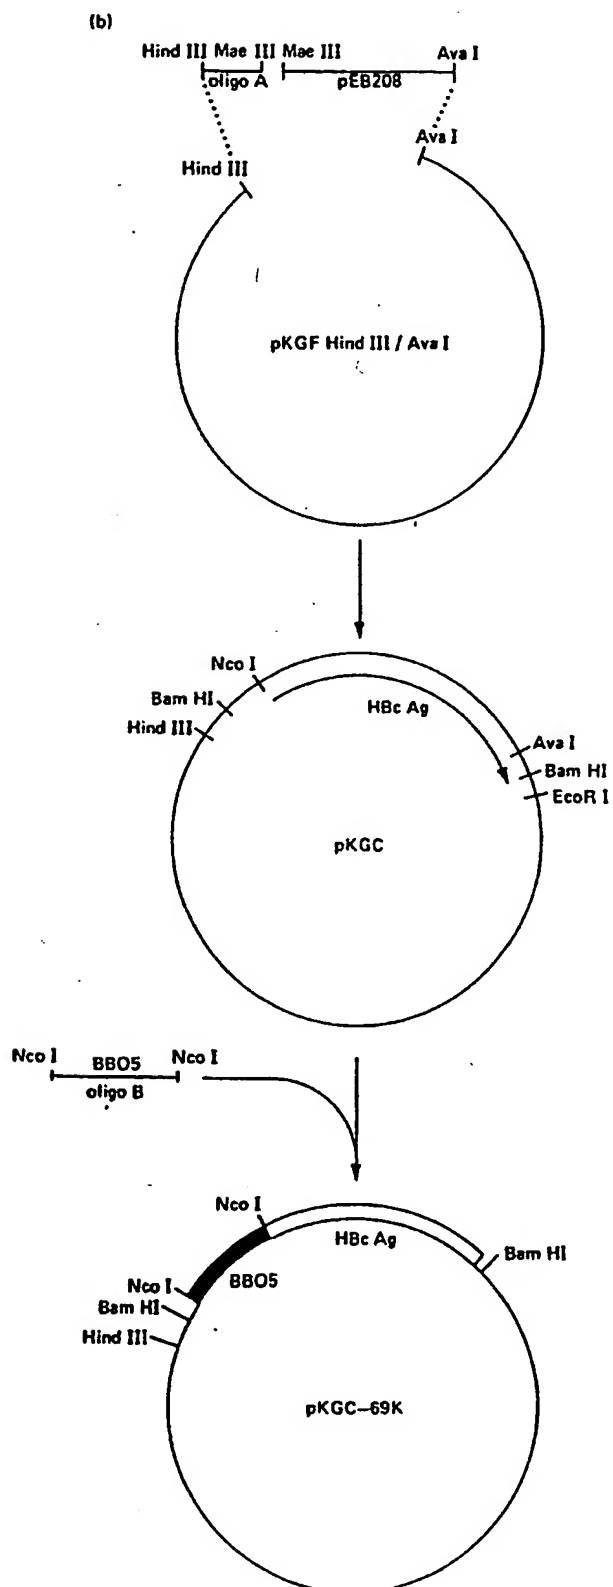 (b)
Hind III Mae III Mae III Ava I
oligo A pEB208
Ava I
Hind III
pKGF Hind III / Ava I
Nco I
Bam HI
HBc Ag
Hind III
Ava I
Bam HI
EcoR I
pKGC
Nco I BBO5 Nco I
oligo B
Nco I
HBc Ag
Bam HI
BBO5
Nco I
Bam HI
Hind III
pKGC-69K